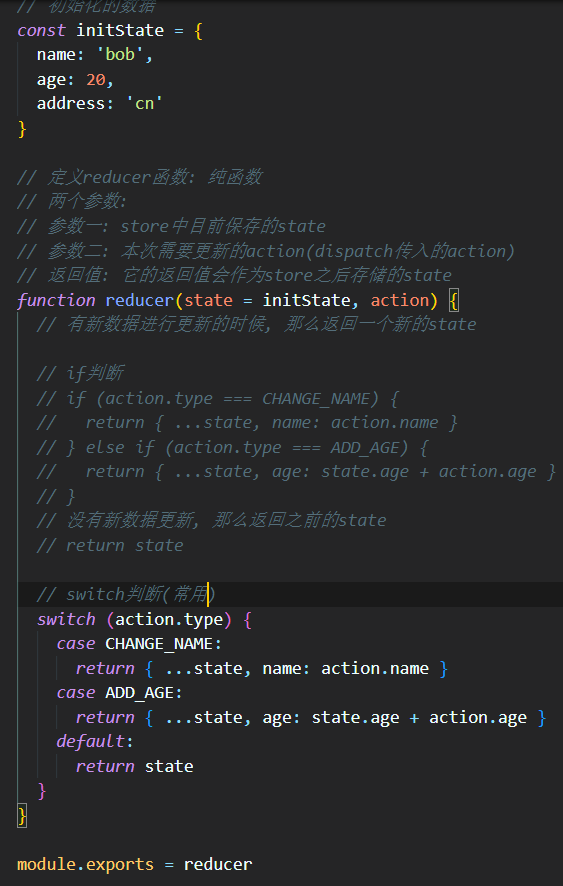 // 初始化的数据
const initState = {
  name: 'bob',
  age: 20,
  address: 'cn'
}

// 定义reducer函数: 纯函数
// 两个参数:
// 参数一: store中目前保存的state
// 参数二: 本次需要更新的action(dispatch传入的action)
// 返回值: 它的返回值会作为store之后存储的state
function reducer(state = initState, action) {
  // 有新数据进行更新的时候, 那么返回一个新的state

  // if判断
  // if (action.type === CHANGE_NAME) {
  //   return { ...state, name: action.name }
  // } else if (action.type === ADD_AGE) {
  //   return { ...state, age: state.age + action.age }
  // }
  // 没有新数据更新, 那么返回之前的state
  // return state

  // switch判断(常用)
  switch (action.type) {
    case CHANGE_NAME:
      return { ...state, name: action.name }
    case ADD_AGE:
      return { ...state, age: state.age + action.age }
    default:
      return state
  }
}

module.exports = reducer